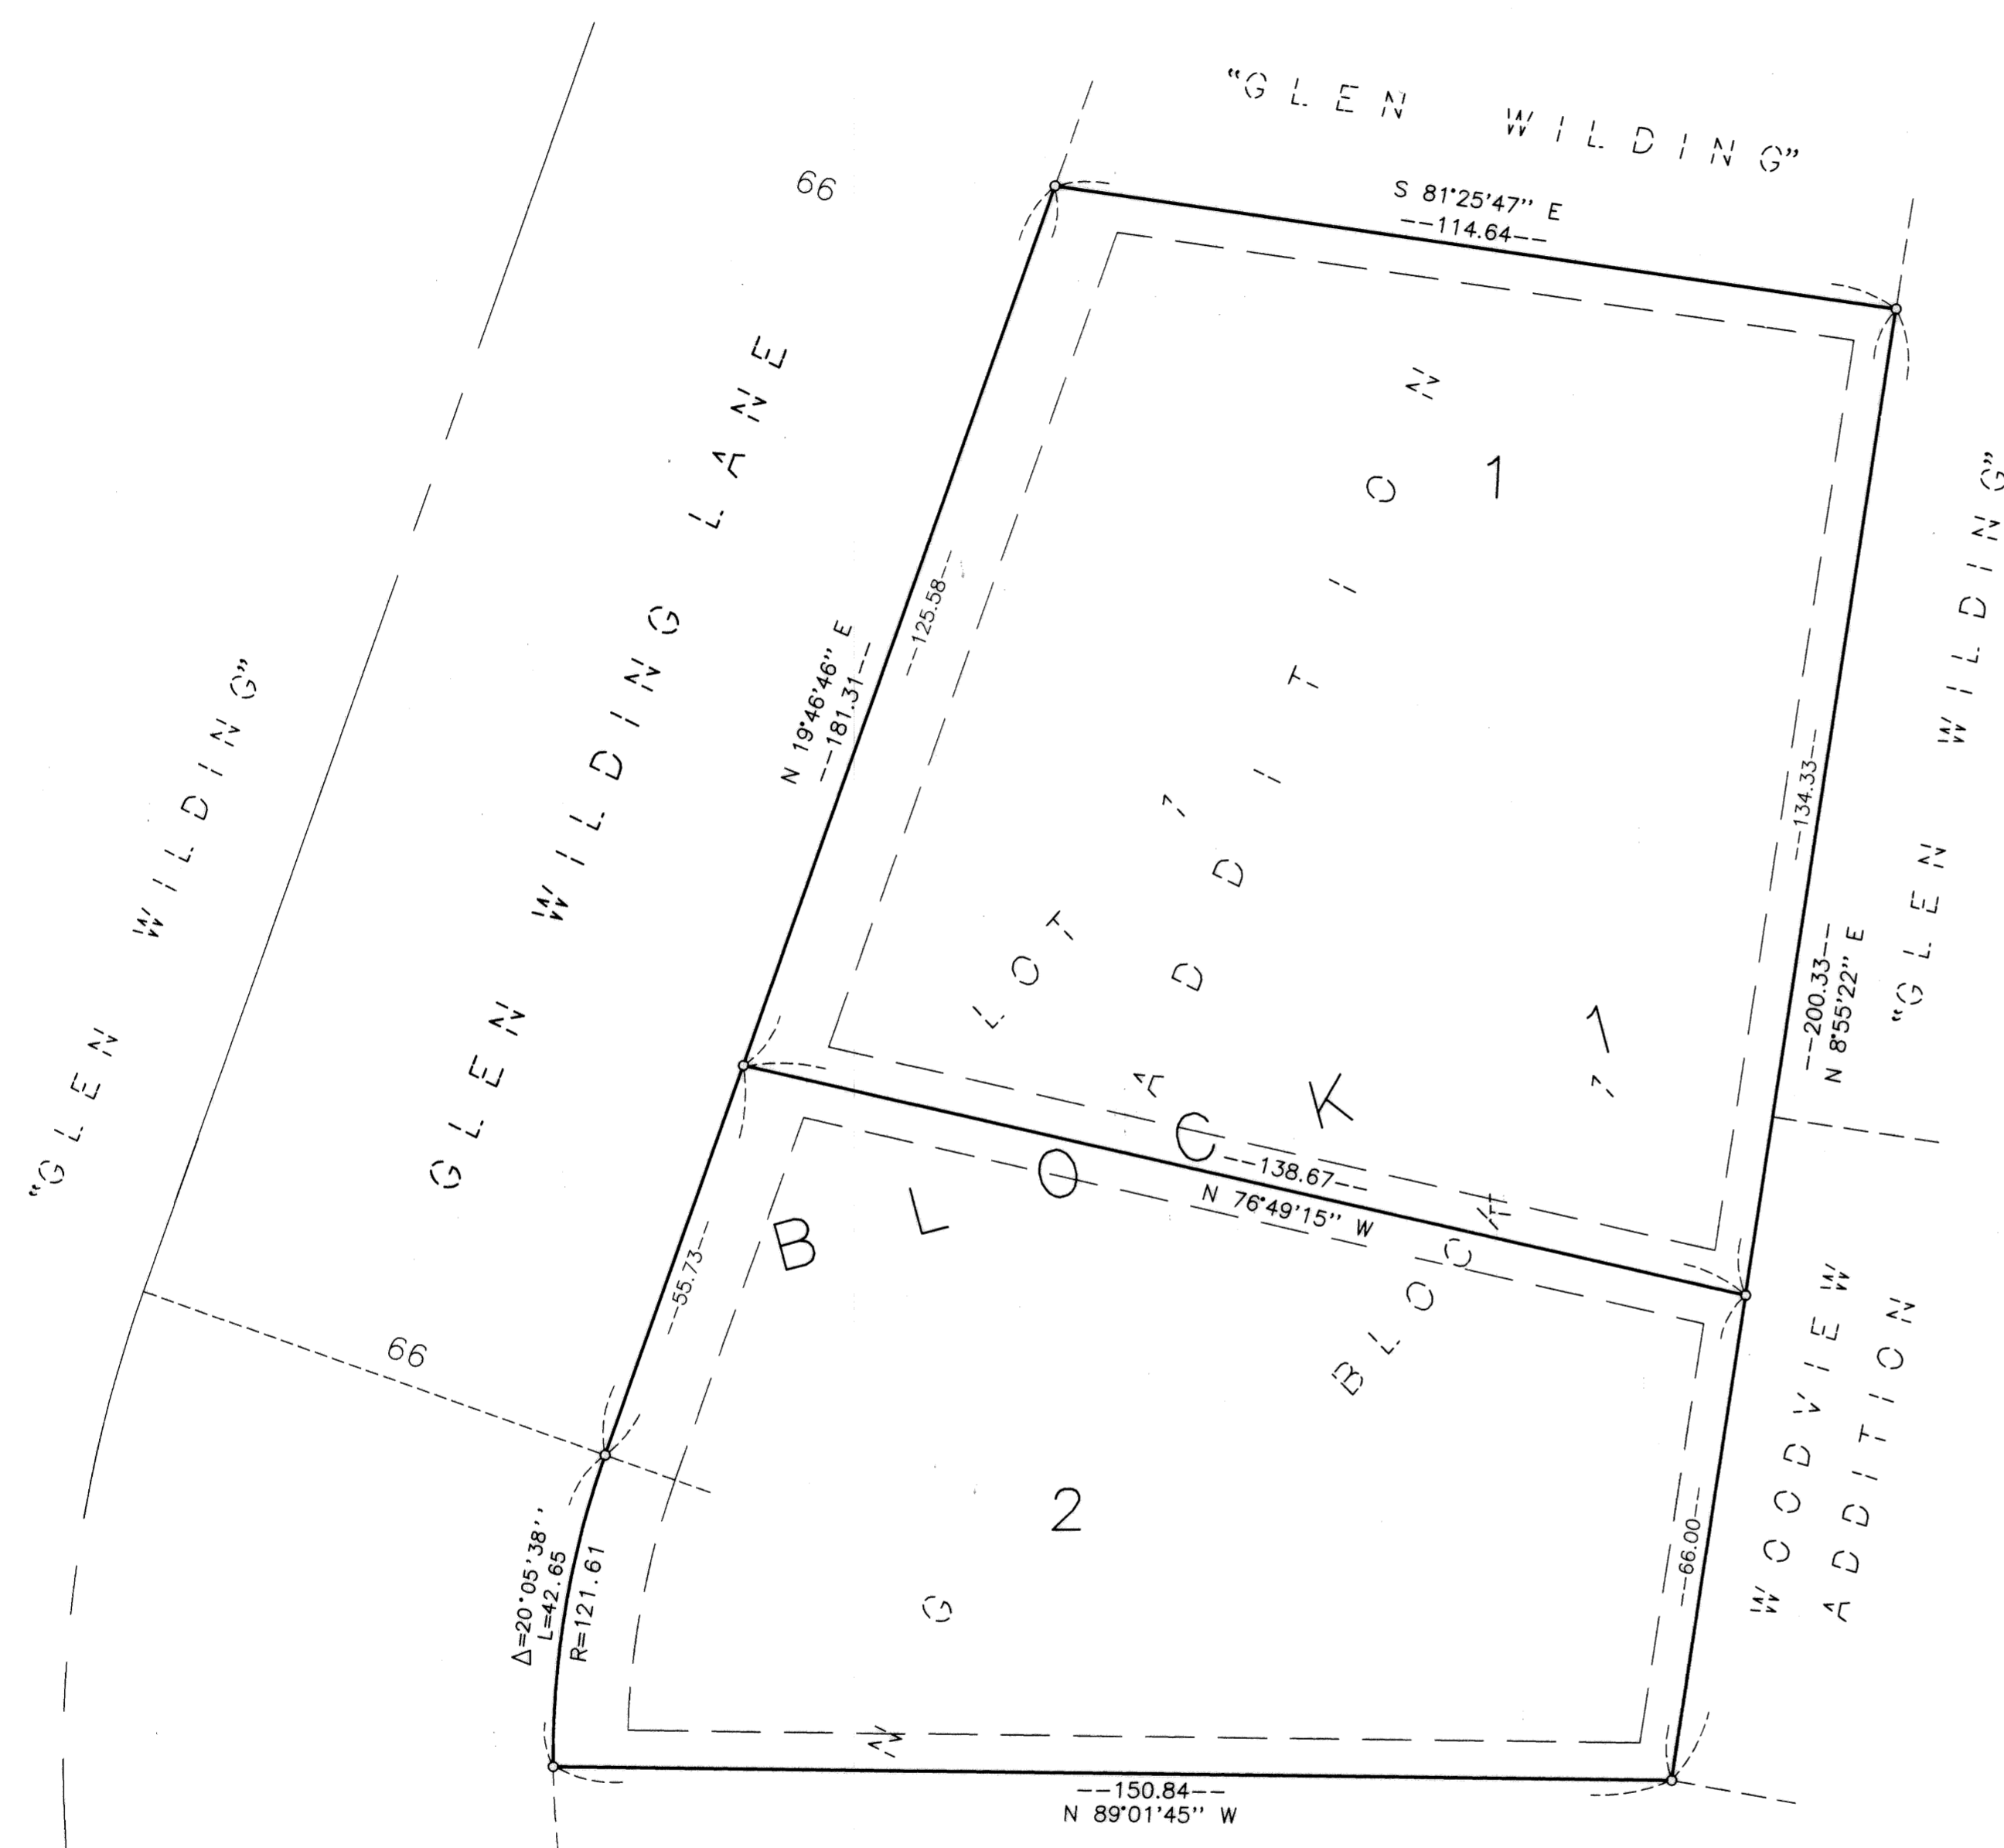 “GLEN WILDING”
S 81°25'47” E
--114.64--
66
“GLEN WILDING”
GLEN WILDING LANE
N 19°46'46” E
--181.31--
--125.58--
1
LOT 7,
ADDITION
--134.33--
--200.33--
N 8°55'22” E
“GLEN WILDING”
BLOCK 1
--138.67--
N 76°49'15” W
BLOC
--55.73--
66
Δ=20°05'38''
L=42.65
R=121.61
2
G
N
--66.00--
WOODVIEW
ADDITION
--150.84--
N 89°01'45” W